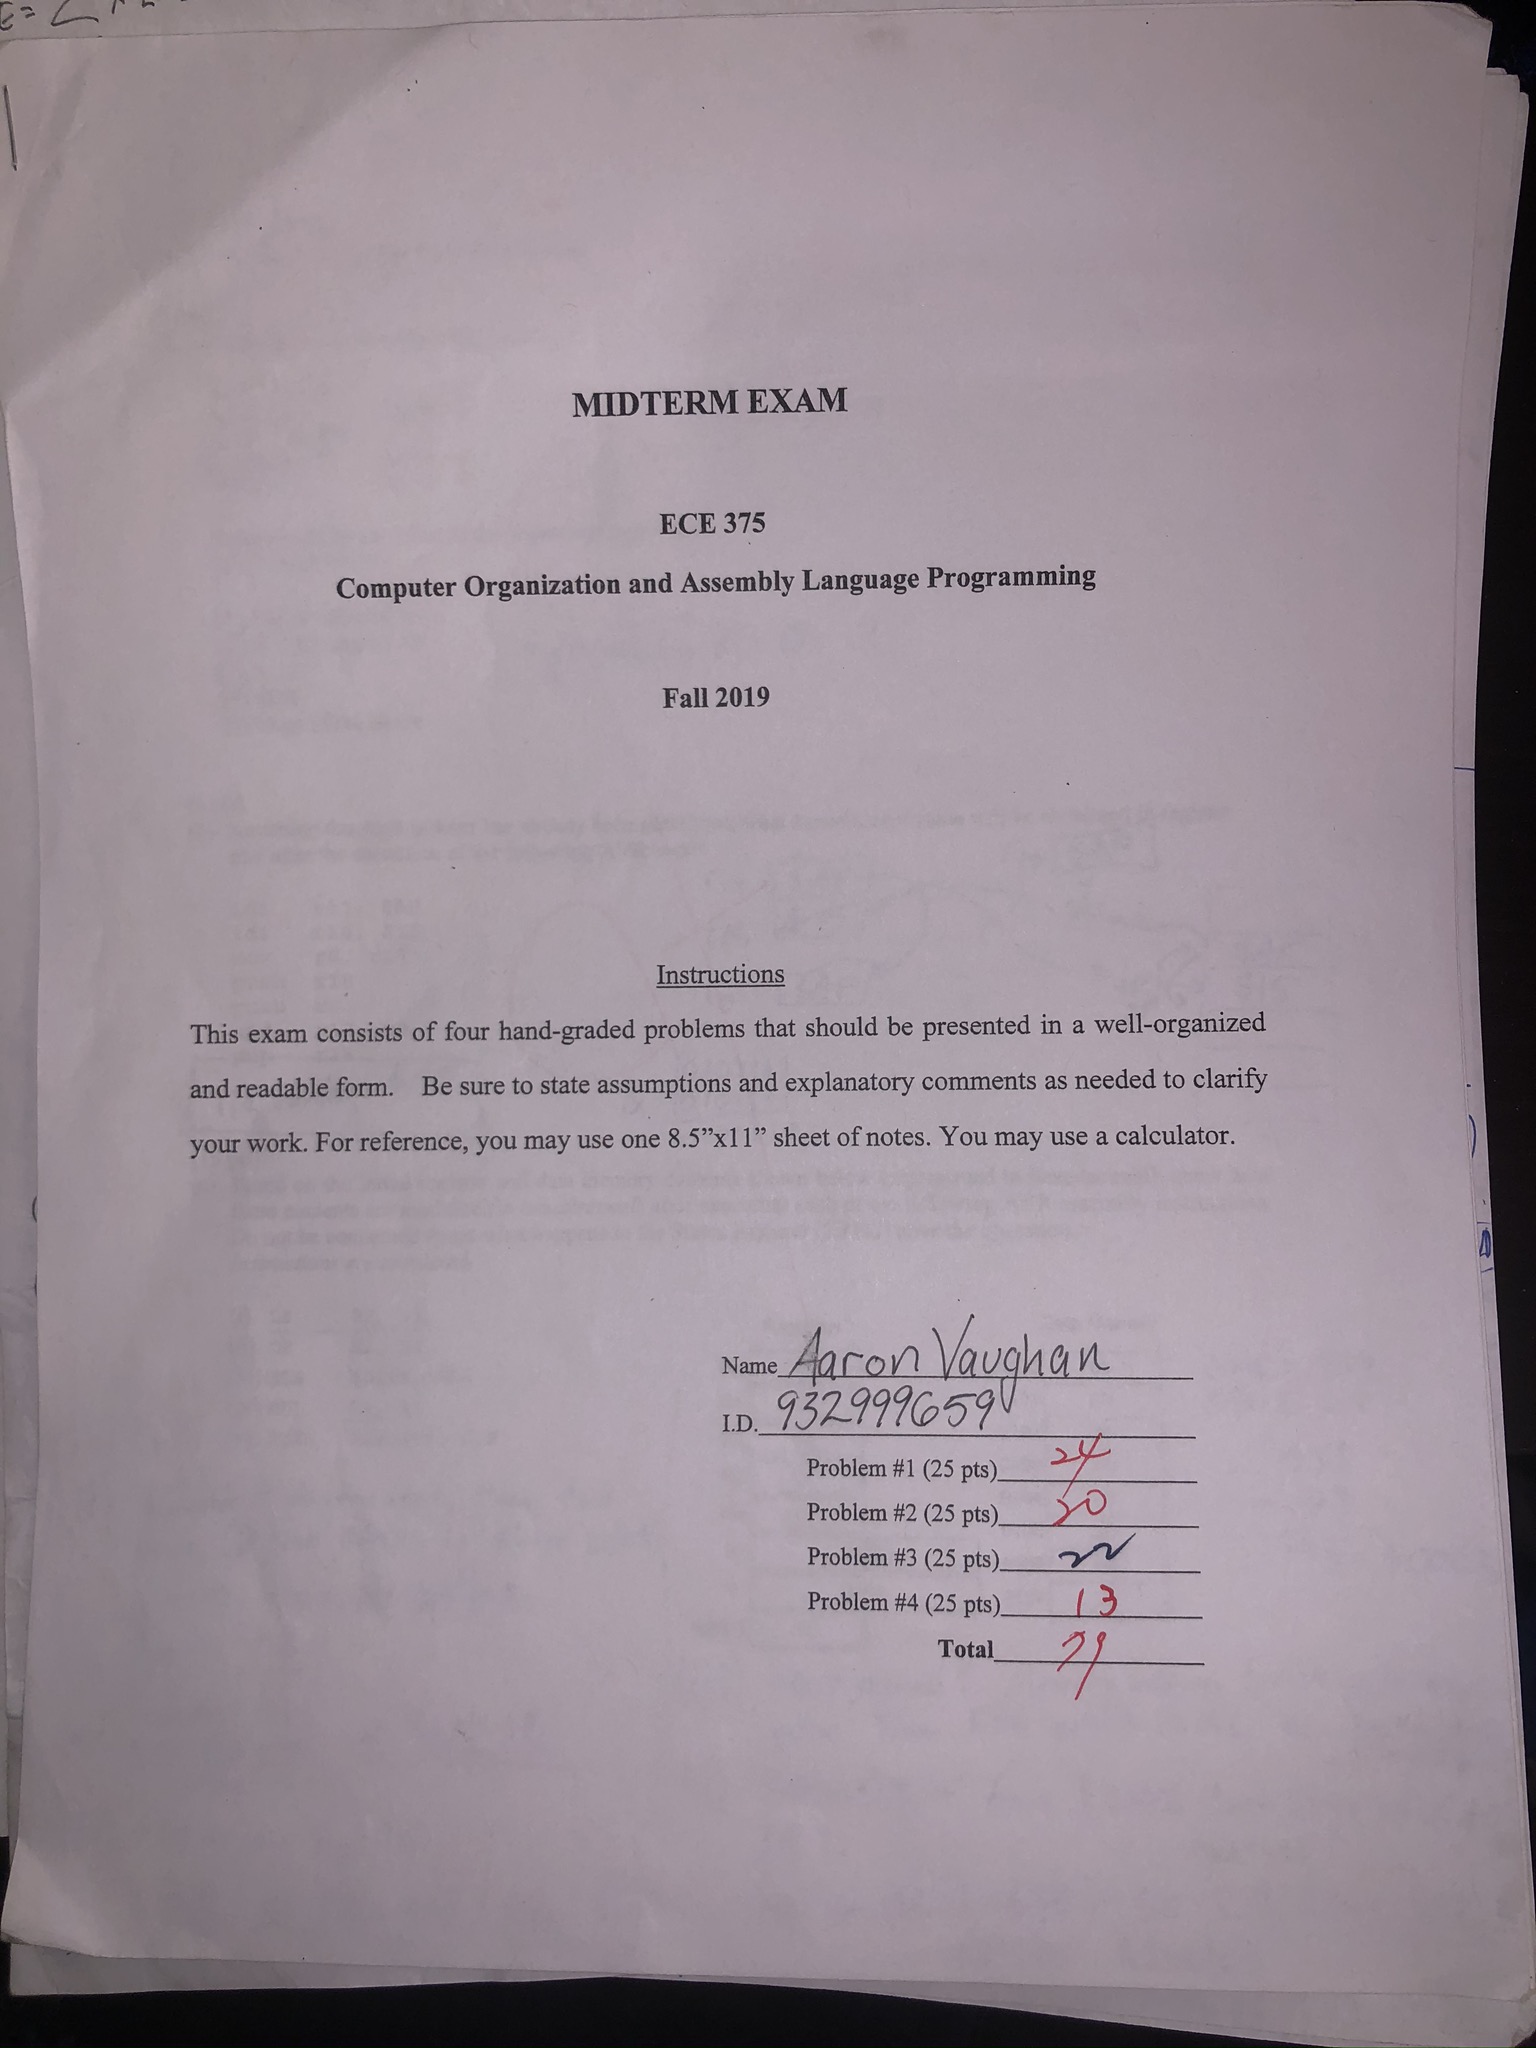 MIDTERM EXAM
ECE 375
Computer Organization and Assembly Language Programming
Fall 2019
Instructions
This exam consists of four hand-graded problems that should be presented in a well-organized
and readable form. Be sure to state assumptions and explanatory comments as needed to clarify
your work. For reference, you may use one 8.5”x11” sheet of notes. You may use a calculator.
Name Aaron Vaughan
I.D. 932999659
Problem #1 (25 pts) 24
Problem #2 (25 pts) 20
Problem #3 (25 pts) 22
Problem #4 (25 pts) 13
Total 79